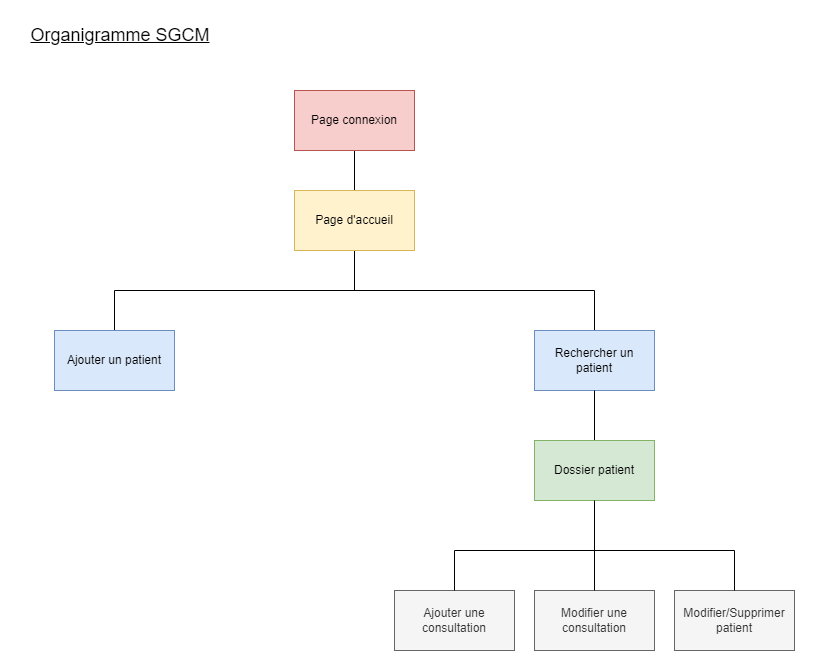 Organigramme SGCM
Page connexion
Page d'accueil
Ajouter un patient
Rechercher un
patient
Dossier patient
Ajouter une
consultation
Modifier une
consultation
Modifier/Supprimer
patient